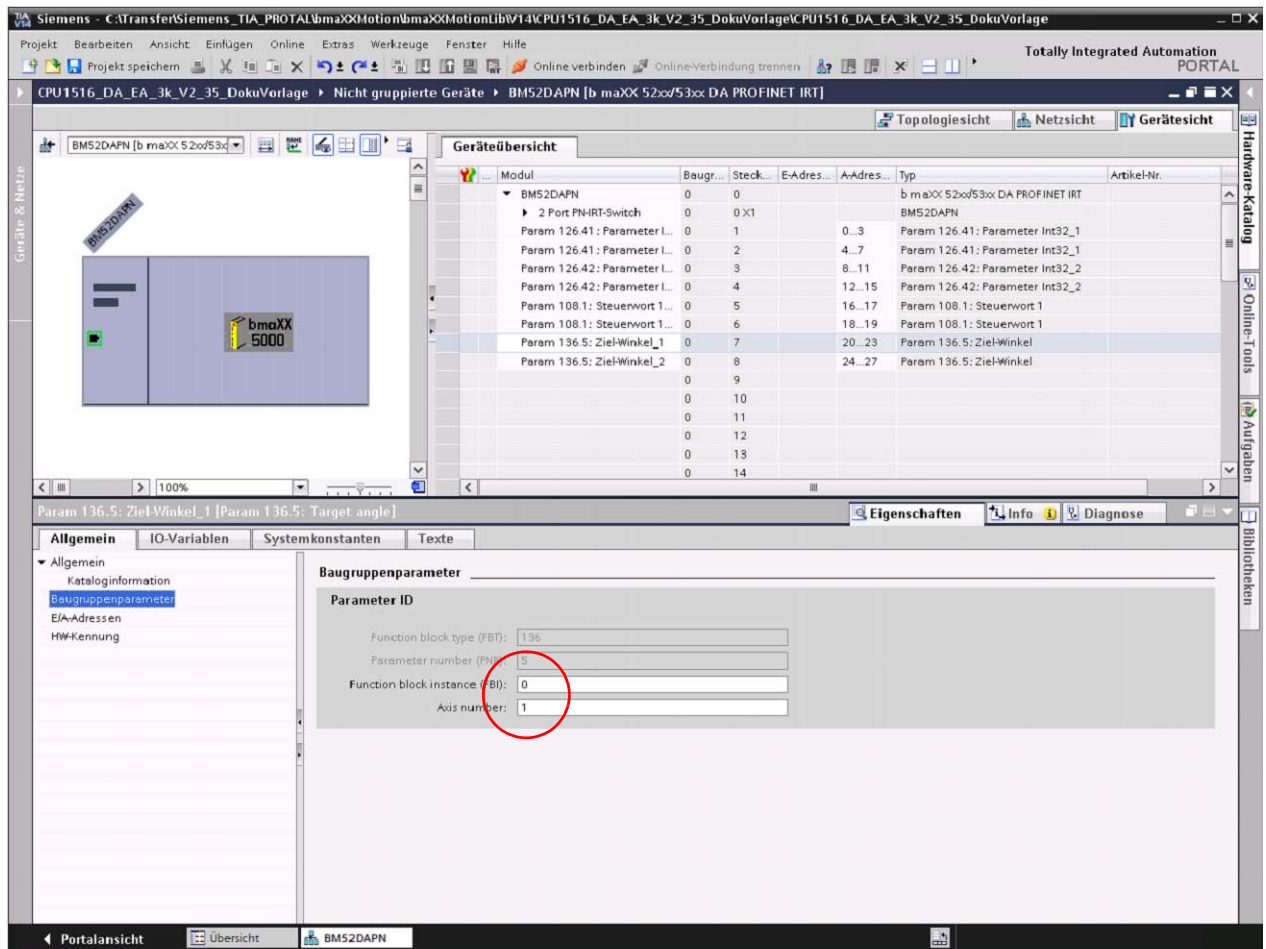 Siemens - C:\Transfer\Siemens_TIA_PROTAL\bmaXXMotion\bmaXXMotionLib\V14\CPU1516_DA_EA_3k_V2_35_DokuVorlage\CPU1516_DA_EA_3k_V2_35_DokuVorlage
Projekt Bearbeiten Ansicht Einfügen Online Extras Werkzeuge Fenster Hilfe
Totally Integrated Automation
PORTAL
Projekt speichern Online verbinden Online-Verbindung trennen
CPU1516_DA_EA_3k_V2_35_DokuVorlage Nicht gruppierte Geräte BM52DAPN [b maXX 52xx/53xx DA PROFINET IRT]
Topologiesicht Netzsicht Gerätesicht
BM52DAPN [b maXX 52xx/53x
Geräteübersicht
... Modul Baugr... Steck... E-Adres... A-Adres... Typ Artikel-Nr.
BM52DAPN 0 0 b maXX 52xx/53xx DA PROFINET IRT
2 Port PN-IRT-Switch 0 0 X1 BM52DAPN
Param 126.41: Parameter I... 0 1 0...3 Param 126.41: Parameter Int32_1
Param 126.41: Parameter I... 0 2 4...7 Param 126.41: Parameter Int32_1
Param 126.42: Parameter I... 0 3 8...11 Param 126.42: Parameter Int32_2
Param 126.42: Parameter I... 0 4 12...15 Param 126.42: Parameter Int32_2
Param 108.1: Steuerwort 1... 0 5 16...17 Param 108.1: Steuerwort 1
Param 108.1: Steuerwort 1... 0 6 18...19 Param 108.1: Steuerwort 1
Param 136.5: Ziel-Winkel_1 0 7 20...23 Param 136.5: Ziel-Winkel
Param 136.5: Ziel-Winkel_2 0 8 24...27 Param 136.5: Ziel-Winkel
0 9
0 10
0 11
0 12
0 13
0 14
BM52DAPN
bmaXX
5000
100%
Geräte & Netze
Hardware-Katalog
Online-Tools
Aufgaben
Bibliotheken
Param 136.5: Ziel-Winkel_1 [Param 136.5: Target angle]
Eigenschaften Info Diagnose
Allgemein IO-Variablen Systemkonstanten Texte
Allgemein
Kataloginformation
Baugruppenparameter
E/A-Adressen
HW-Kennung
Baugruppenparameter
Parameter ID
Function block type (FBT): 136
Parameter number (PNR): 5
Function block instance (FBI): 0
Axis number: 1
Portalansicht Übersicht BM52DAPN